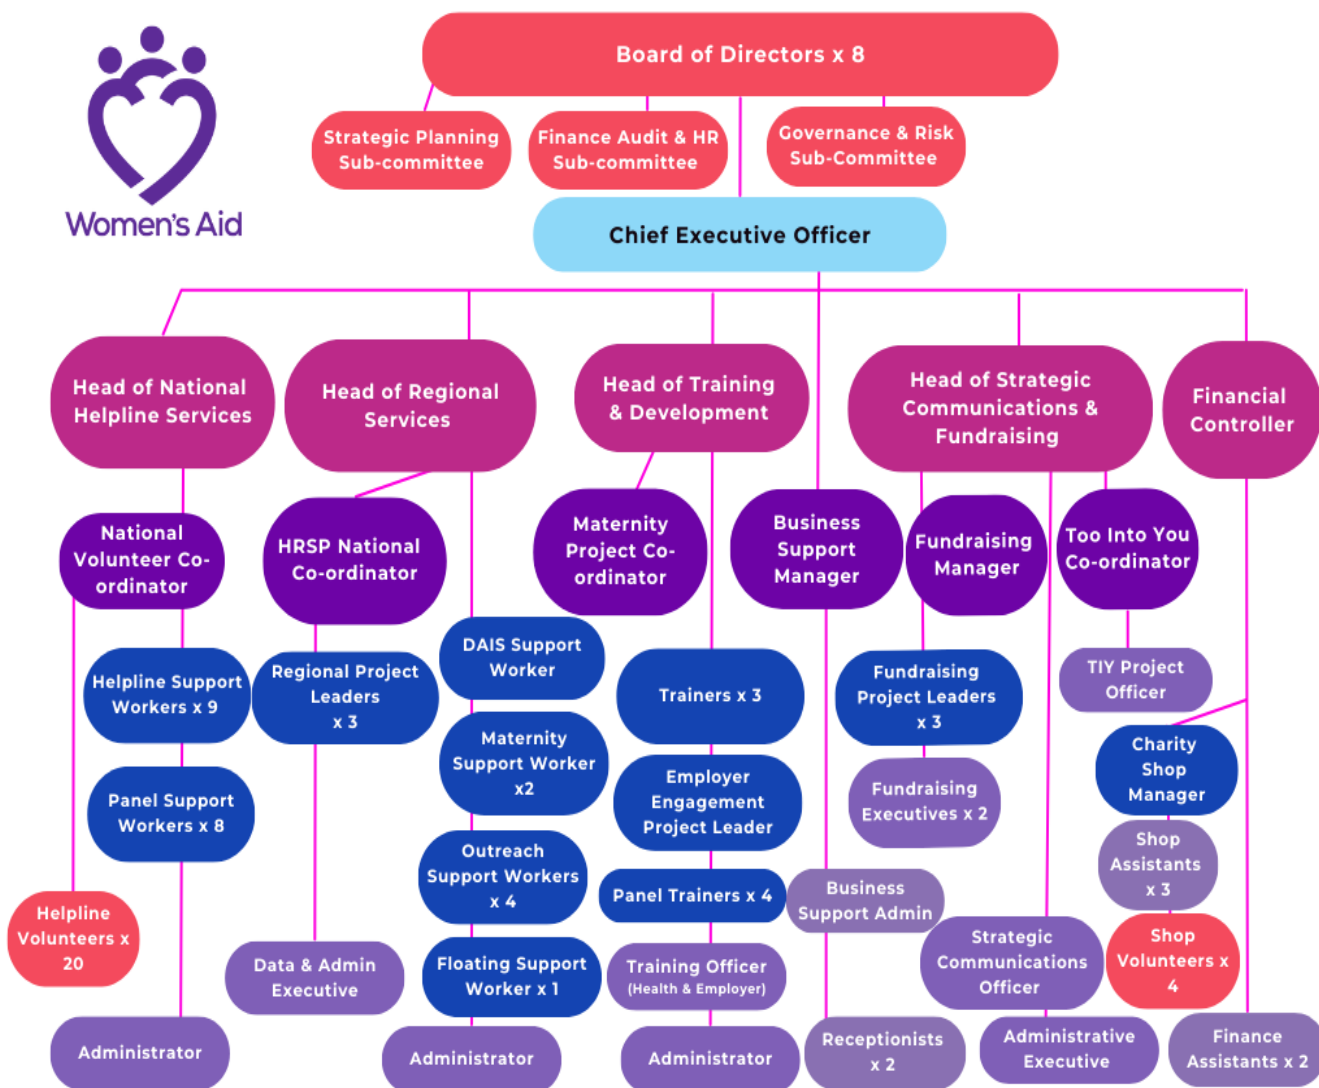 Board of Directors x 8
Strategic Planning
Sub-committee
Finance Audit & HR
Sub-committee
Governance & Risk
Sub-Committee
Women's Aid
Chief Executive Officer
Head of National
Helpline Services
Head of Regional
Services
Head of Training
& Development
Head of Strategic
Communications &
Fundraising
Financial
Controller
National
Volunteer Co-
ordinator
HRSP National
Co-ordinator
Maternity
Project Co-
ordinator
Business
Support
Manager
Fundraising
Manager
Too Into You
Co-ordinator
Helpline Support
Workers x 9
Regional Project
Leaders
x 3
DAIS Support
Worker
Trainers x 3
Fundraising
Project Leaders
x 3
TIY Project
Officer
Panel Support
Workers x 8
Maternity
Support Worker
x2
Employer
Engagement
Project Leader
Fundraising
Executives x 2
Charity
Shop
Manager
Outreach
Support Workers
x 4
Panel Trainers x 4
Business
Support Admin
Shop
Assistants
x 3
Helpline
Volunteers x
20
Data & Admin
Executive
Floating Support
Worker x 1
Training Officer
(Health & Employer)
Strategic
Communications
Officer
Shop
Volunteers x
4
Administrator
Administrator
Administrator
Receptionists
x 2
Administrative
Executive
Finance
Assistants x 2